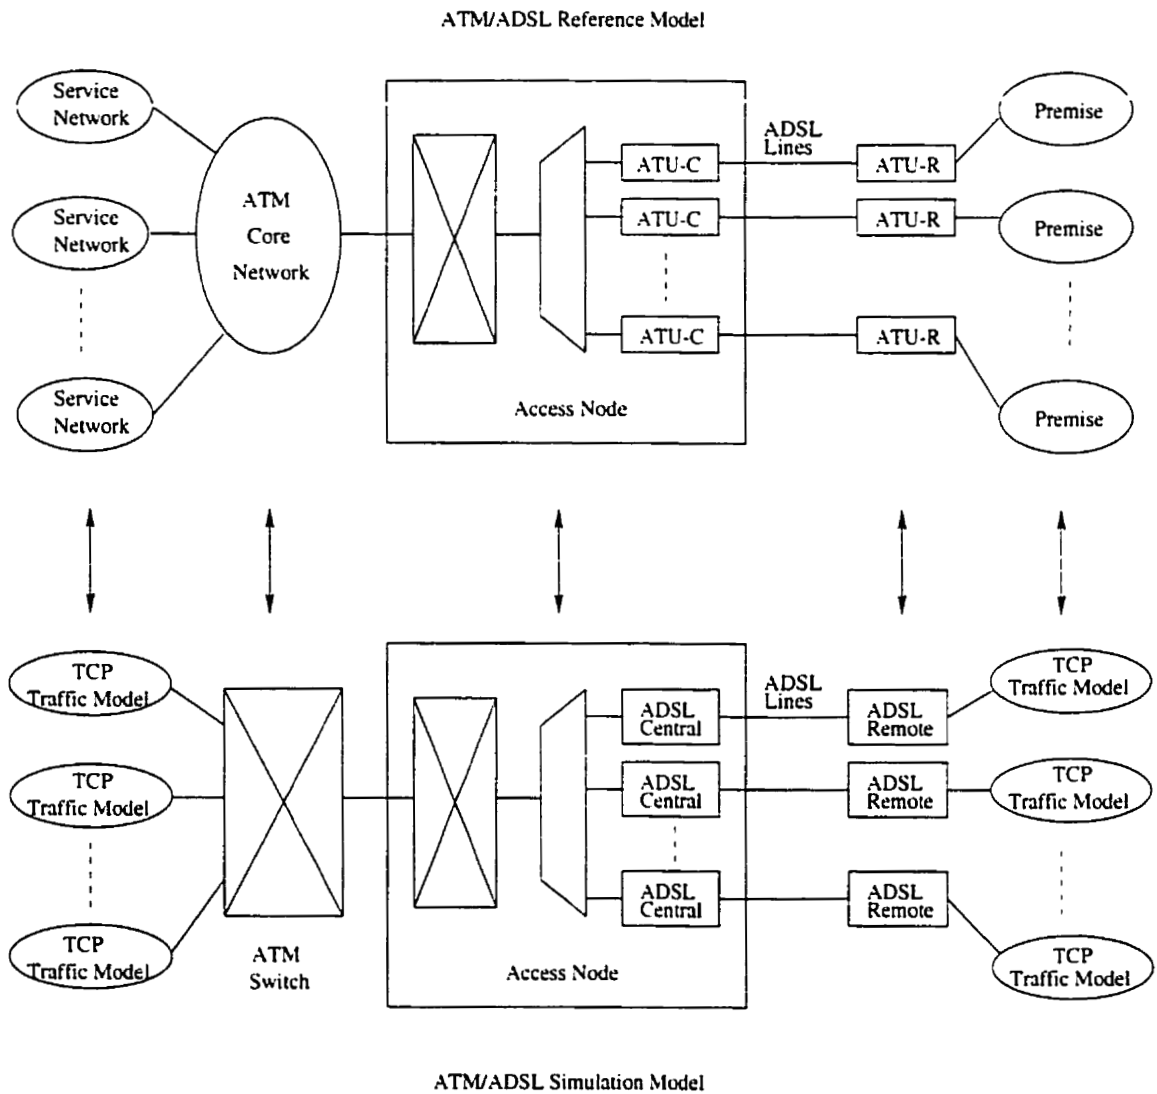 ATM/ADSL Reference Model
Service
Network
Service
Network
Service
Network
ATM
Core
Network
ATU-C
ATU-C
ATU-C
Access Node
ADSL
Lines
ATU-R
ATU-R
ATU-R
Premise
Premise
Premise
TCP
Traffic Model
TCP
Traffic Model
TCP
Traffic Model
ATM
Switch
ADSL
Central
ADSL
Central
ADSL
Central
Access Node
ADSL
Lines
ADSL
Remote
ADSL
Remote
ADSL
Remote
TCP
Traffic Model
TCP
Traffic Model
TCP
Traffic Model
ATM/ADSL Simulation Model